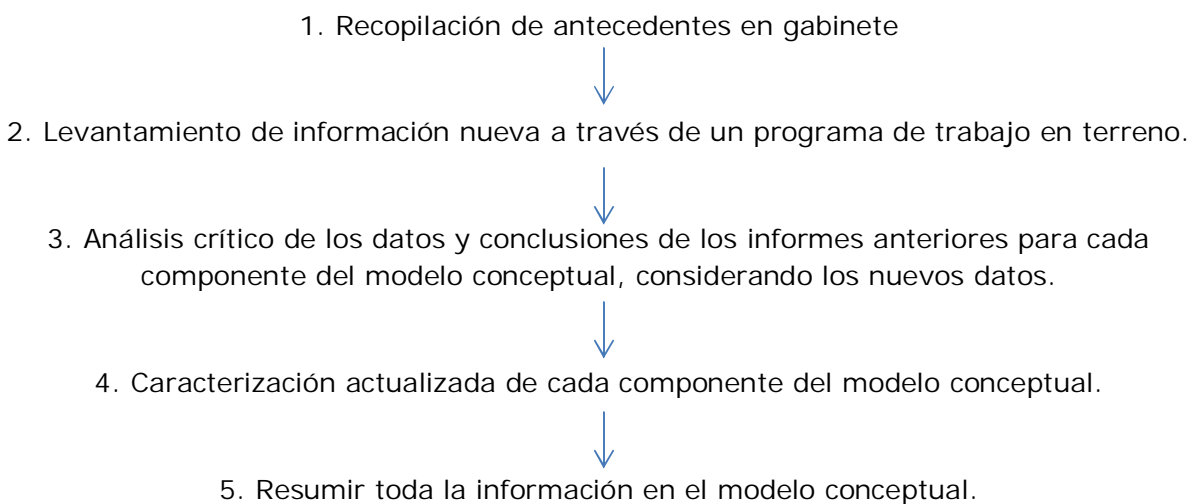 1. Recopilación de antecedentes en gabinete
2. Levantamiento de información nueva a través de un programa de trabajo en terreno.
3. Análisis crítico de los datos y conclusiones de los informes anteriores para cada
componente del modelo conceptual, considerando los nuevos datos.
4. Caracterización actualizada de cada componente del modelo conceptual.
5. Resumir toda la información en el modelo conceptual.